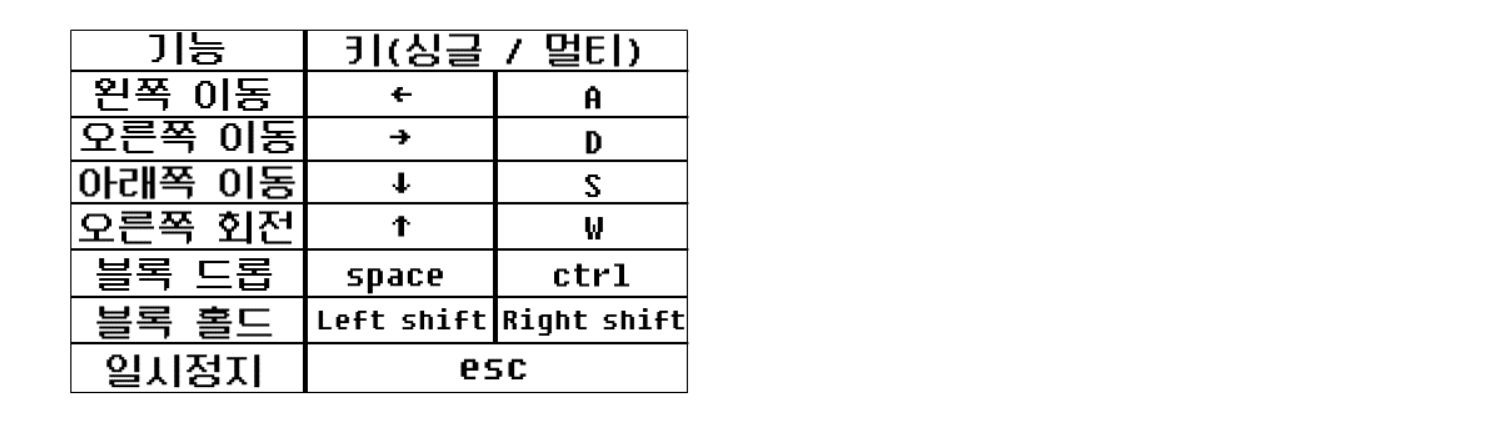 기능 키(싱글 / 멀티)
왼쪽 이동 ← A
오른쪽 이동 → D
아래쪽 이동 ↓ S
오른쪽 회전 ↑ W
블록 드롭 space ctrl
블록 홀드 Left shift Right shift
일시정지 esc